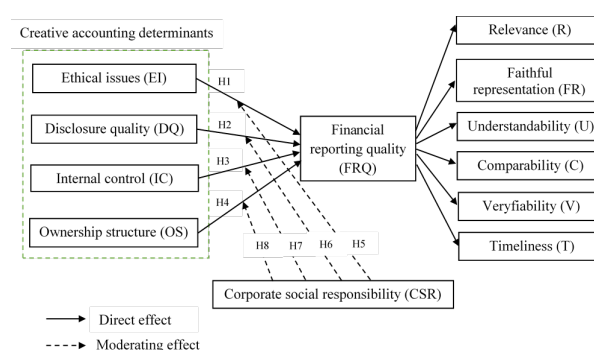 Creative accounting determinants
Ethical issues (EI)
Disclosure quality (DQ)
Internal control (IC)
Ownership structure (OS)
H1
H2
H3
H4
Financial
reporting quality
(FRQ)
Relevance (R)
Faithful
representation (FR)
Understandability (U)
Comparability (C)
Veryfiability (V)
Timeliness (T)
H8
H7
H6
H5
Corporate social responsibility (CSR)
Direct effect
Moderating effect